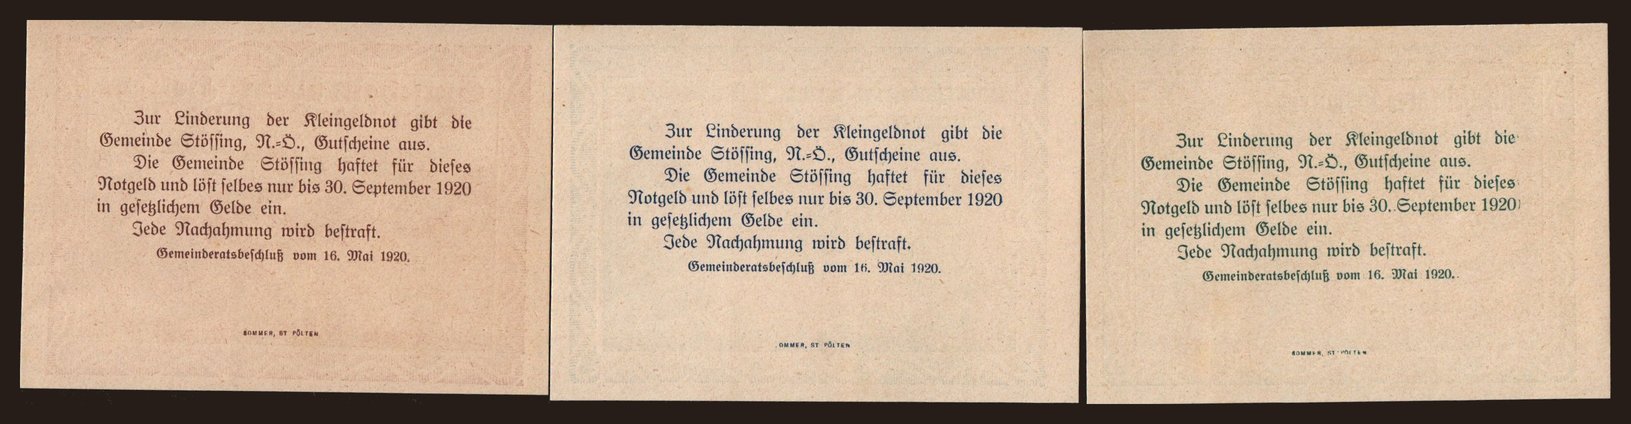 Zur Linderung der Kleingeldnot gibt die
Gemeinde Stössing, N.=Ö., Gutscheine aus.
Die Gemeinde Stössing haftet für dieses
Notgeld und löst selbes nur bis 30. September 1920
in gesetzlichem Gelde ein.
Jede Nachahmung wird bestraft.
Gemeinderatsbeschluß vom 16. Mai 1920.
SOMMER, ST PÖLTEN
Zur Linderung der Kleingeldnot gibt die
Gemeinde Stössing, N.=Ö., Gutscheine aus.
Die Gemeinde Stössing haftet für dieses
Notgeld und löst selbes nur bis 30. September 1920
in gesetzlichem Gelde ein.
Jede Nachahmung wird bestraft.
Gemeinderatsbeschluß vom 16. Mai 1920.
OMMER, ST PÖLTEN
Zur Linderung der Kleingeldnot gibt die
Gemeinde Stössing, N.=Ö., Gutscheine aus.
Die Gemeinde Stössing haftet für dieses
Notgeld und löst selbes nur bis 30. September 1920
in gesetzlichem Gelde ein.
Jede Nachahmung wird bestraft.
Gemeinderatsbeschluß vom 16. Mai 1920.
SOMMER, ST PÖLTEN